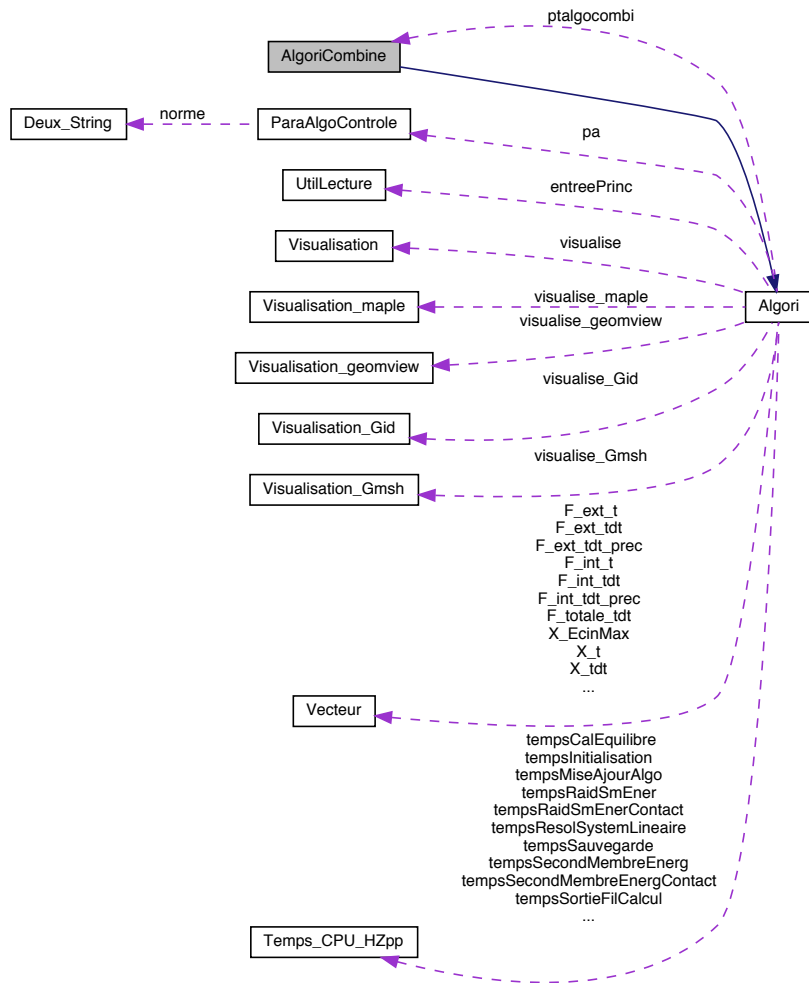 ptalgocombi
AlgoriCombine
norme
Deux_String
ParaAlgoControle
pa
UtilLecture
entreePrinc
Visualisation
visualise
Visualisation_maple
visualise_maple
Algori
visualise_geomview
Visualisation_geomview
visualise_Gid
Visualisation_Gid
visualise_Gmsh
Visualisation_Gmsh
F_ext_t
F_ext_tdt
F_ext_tdt_prec
F_int_t
F_int_tdt
F_int_tdt_prec
F_totale_tdt
X_EcinMax
X_t
X_tdt
...
Vecteur
tempsCalEquilibre
tempsInitialisation
tempsMiseAjourAlgo
tempsRaidSmEner
tempsRaidSmEnerContact
tempsResolSystemLineaire
tempsSauvegarde
tempsSecondMembreEnerg
tempsSecondMembreEnergContact
tempsSortieFilCalcul
...
Temps_CPU_HZpp